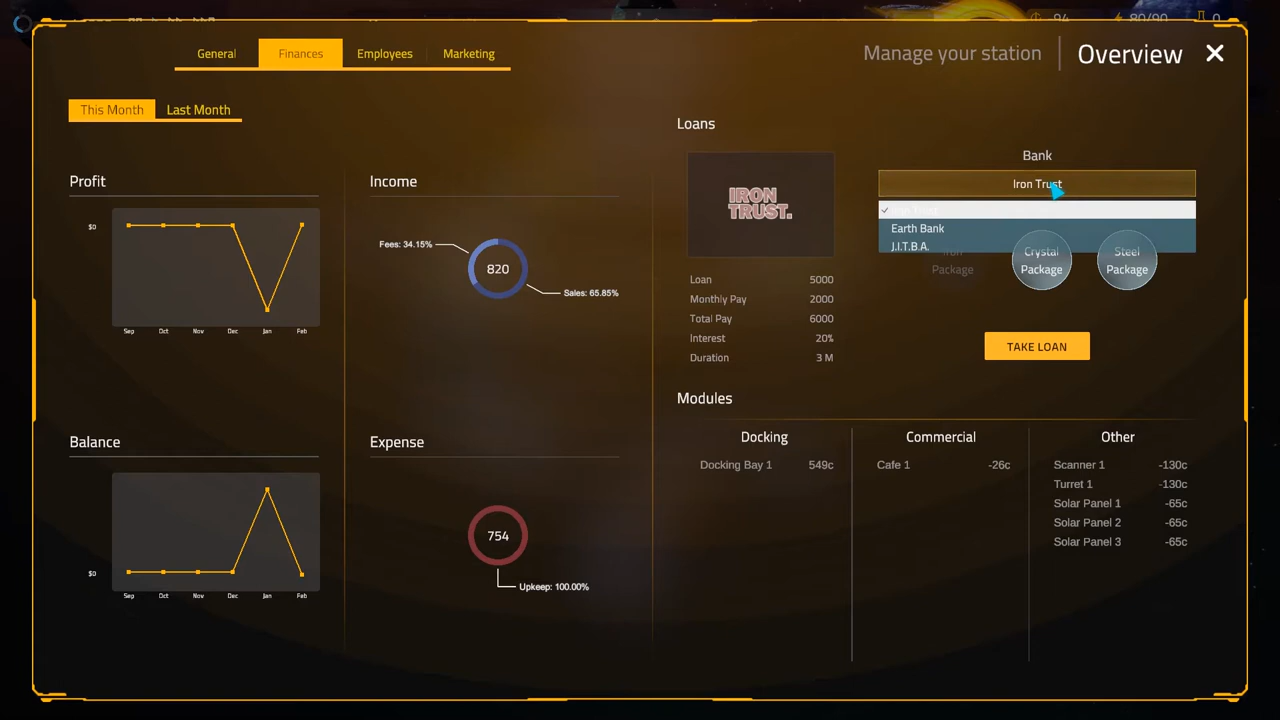 94
80/90
0
General
Finances
Employees
Marketing
Manage your station
Overview
This Month
Last Month
Profit
$0
Sep Oct Nov Dec Jan Feb
Income
Fees: 34.15%
820
Sales: 65.85%
Balance
$0
Sep Oct Nov Dec Jan Feb
Expense
754
Upkeep: 100.00%
Loans
IRON
TRUST.
Loan 5000
Monthly Pay 2000
Total Pay 6000
Interest 20%
Duration 3 M
Bank
Iron Trust
Earth Bank
J.I.T.B.A.
Iron
Package
Crystal
Package
Steel
Package
TAKE LOAN
Modules
Docking
Docking Bay 1 549c
Commercial
Cafe 1 -26c
Other
Scanner 1 -130c
Turret 1 -130c
Solar Panel 1 -65c
Solar Panel 2 -65c
Solar Panel 3 -65c